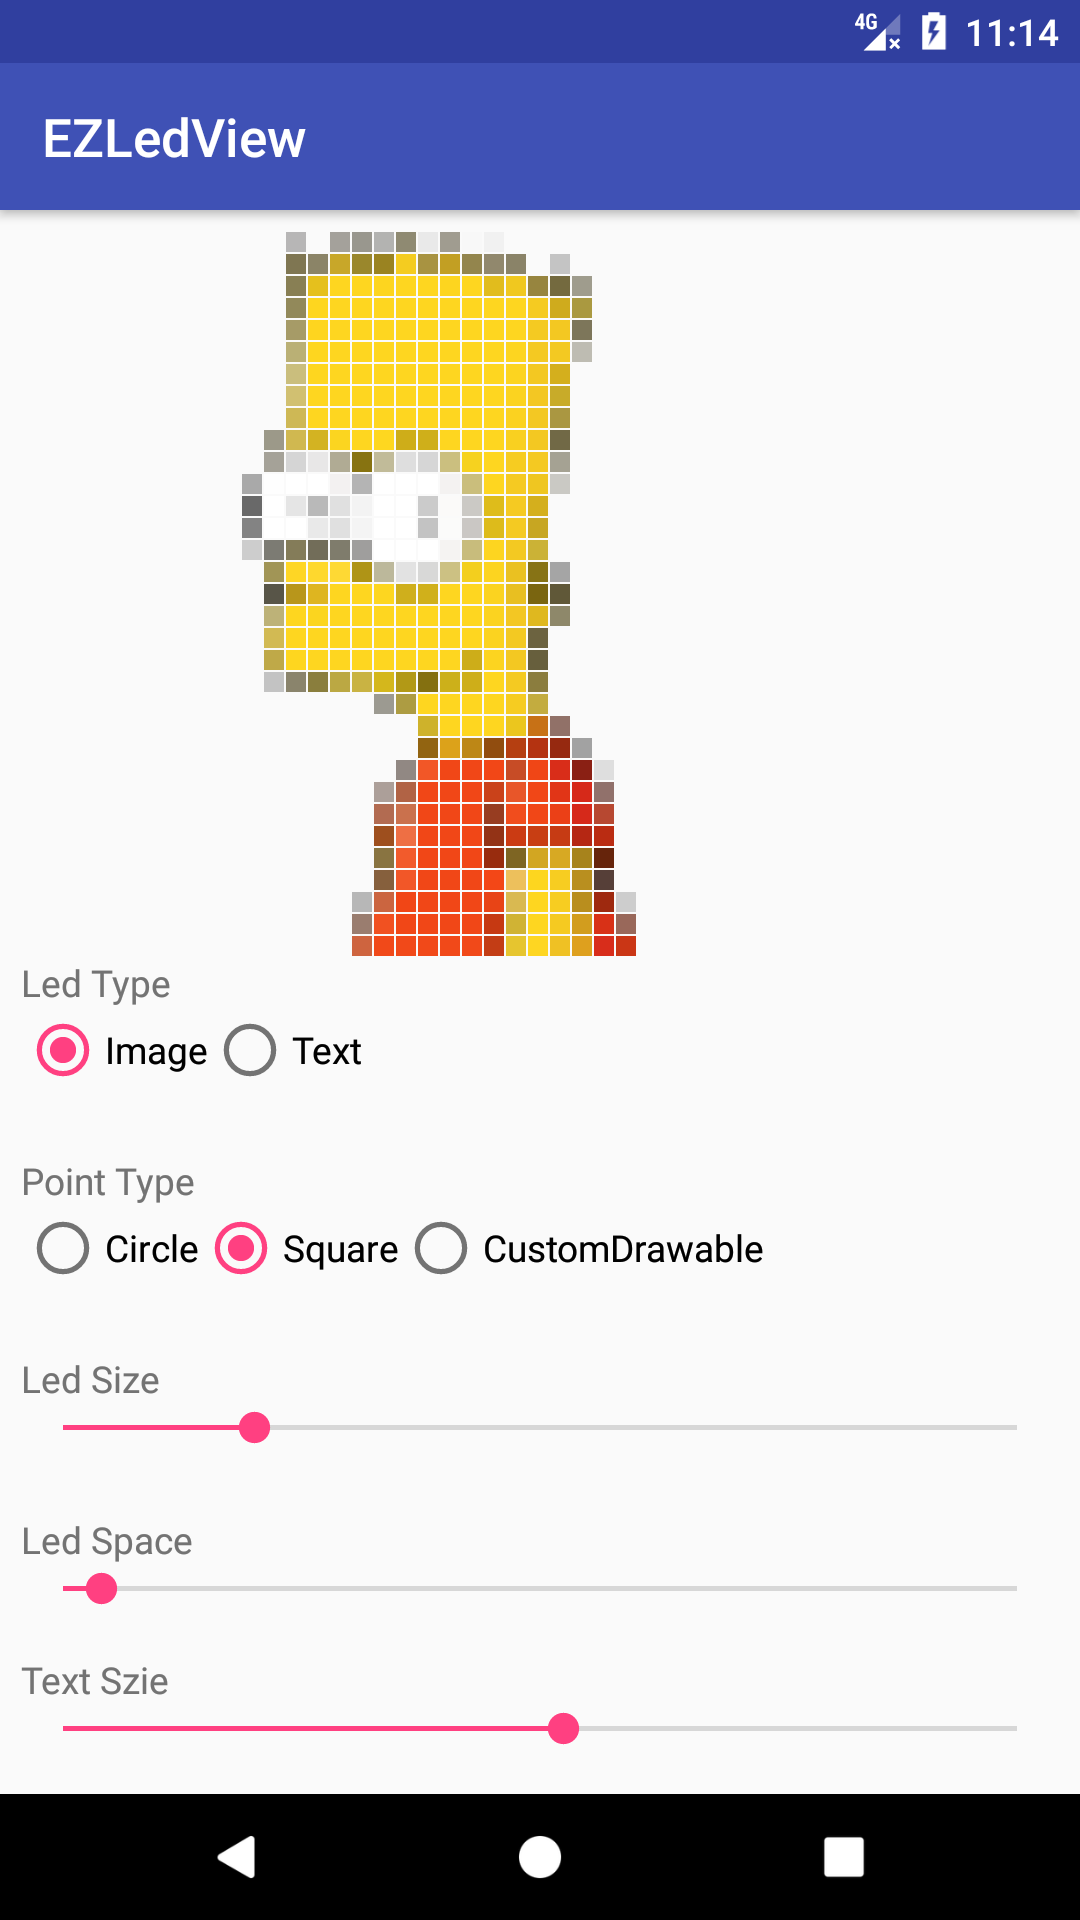 4G 11:14
EZLedView
Led Type
Image Text
Point Type
Circle Square CustomDrawable
Led Size
Led Space
Text Szie